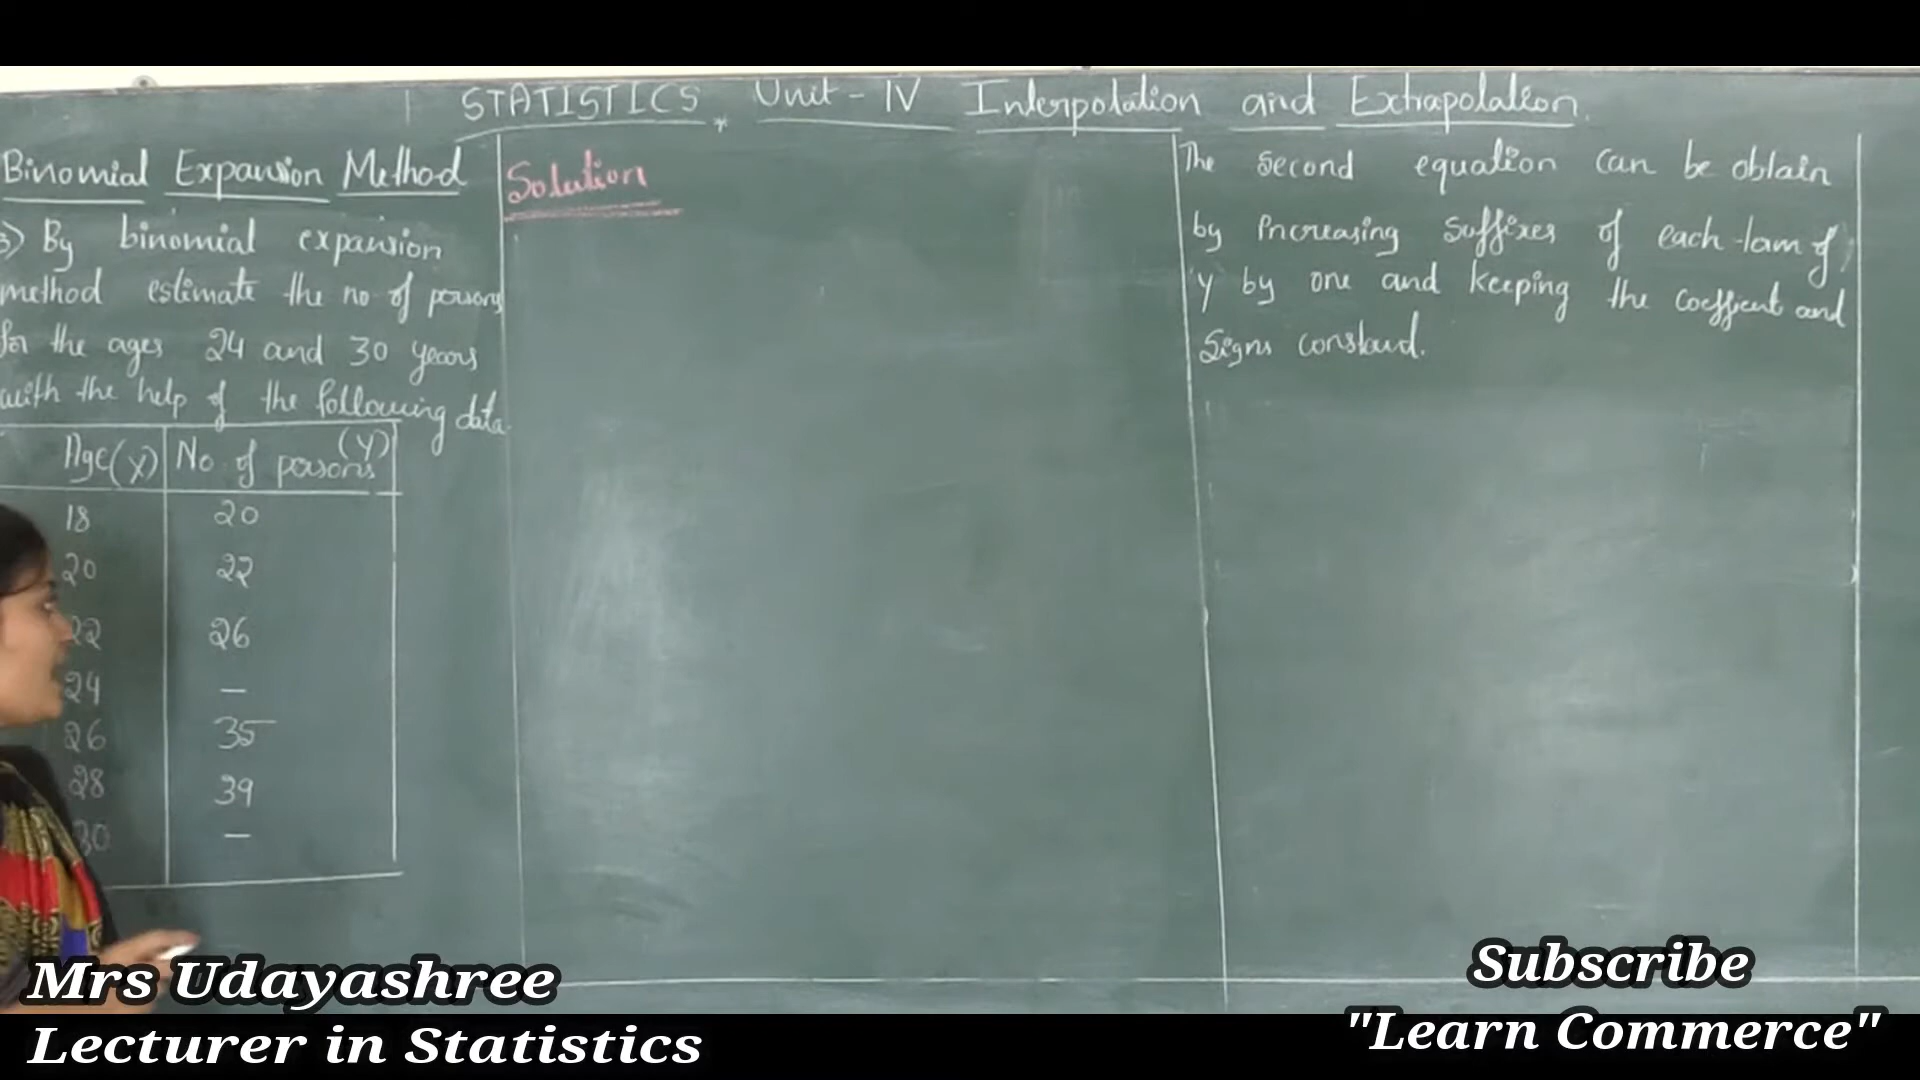 STATISTICS, Unit - IV Interpolation and Extrapolation.
Binomial Expansion Method
3) By binomial expansion
method estimate the no of persons
for the ages 24 and 30 years
with the help of the following data.
Age(X) No of persons (Y)
18 20
20 22
22 26
24 —
26 35
28 39
30 —
Solution
The second equation can be obtain
by increasing suffixes of each term of
Y by one and keeping the coefficient and
signs constant.
Mrs Udayashree
Lecturer in Statistics
Subscribe
"Learn Commerce"